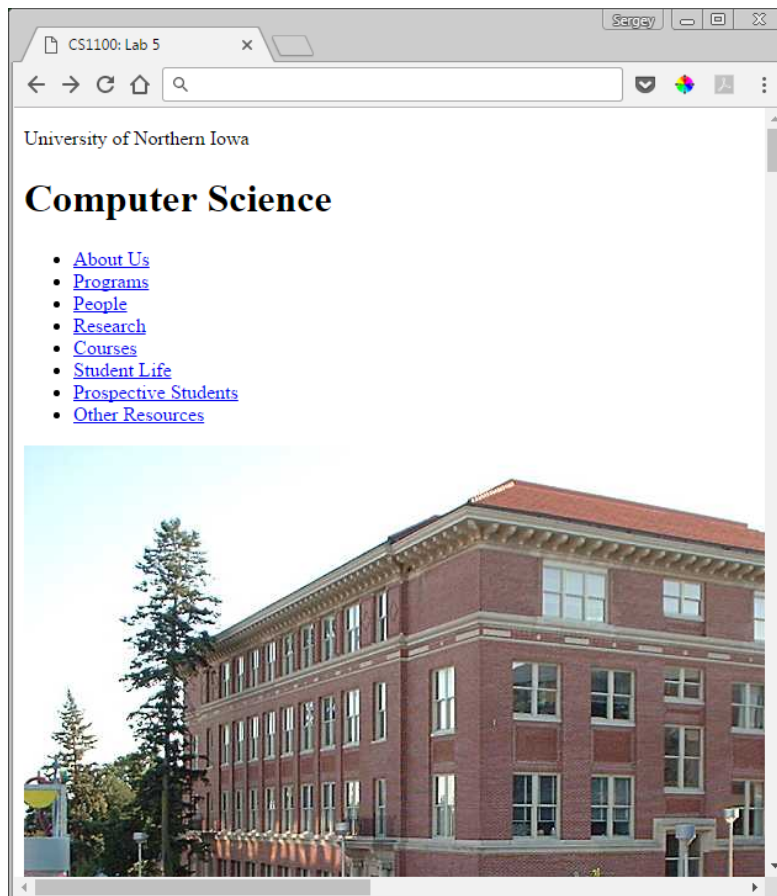 Sergey
CS1100: Lab 5
University of Northern Iowa
Computer Science
About Us
Programs
People
Research
Courses
Student Life
Prospective Students
Other Resources